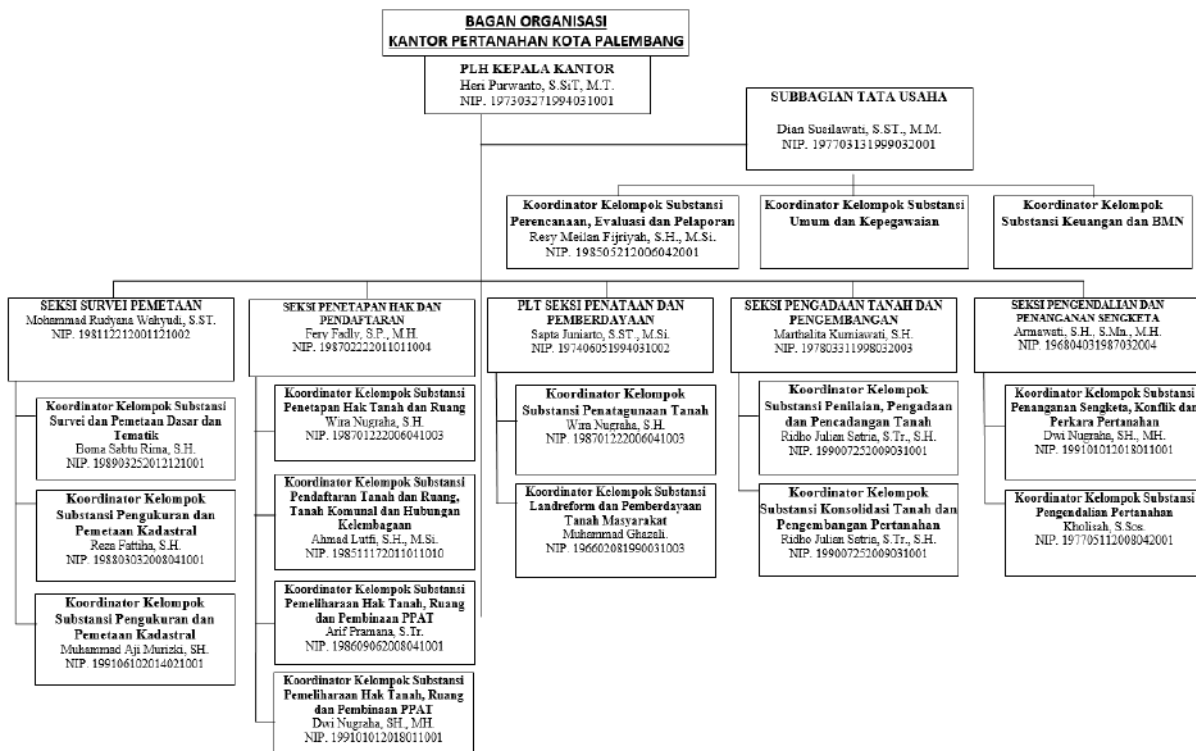 BAGAN ORGANISASI
KANTOR PERTANAHAN KOTA PALEMBANG
PLH KEPALA KANTOR
Heri Purwanto, S.SiT, M.T.
NIP. 197303271994031001
SUBBAGIAN TATA USAHA
Dian Susilawati, S.ST., M.M.
NIP. 197703131999032001
Koordinator Kelompok Substansi
Perencanaan, Evaluasi dan Pelaporan
Resy Meilan Fijriyah, S.H., M.Si.
NIP. 198505212006042001
Koordinator Kelompok Substansi
Umum dan Kepegawaian
Koordinator Kelompok
Substansi Keuangan dan BMN
SEKSI SURVEI PEMETAAN
Mohammad Rudyana Wahyudi, S.ST.
NIP. 198112212001121002
Koordinator Kelompok Substansi
Survei dan Pemetaan Dasar dan
Tematik
Boma Sabtu Rima, S.H.
NIP. 198903252012121001
Koordinator Kelompok
Substansi Pengukuran dan
Pemetaan Kadastral
Reza Fattiha, S.H.
NIP. 198803032008041001
Koordinator Kelompok
Substansi Pengukuran dan
Pemetaan Kadastral
Muhammad Aji Murizki, SH.
NIP. 199106102014021001
SEKSI PENETAPAN HAK DAN
PENDAFTARAN
Fery Fadly, S.P., M.H.
NIP. 198702222011011004
Koordinator Kelompok Substansi
Penetapan Hak Tanah dan Ruang
Wira Nugraha, S.H.
NIP. 198701222006041003
Koordinator Kelompok Substansi
Pendaftaran Tanah dan Ruang,
Tanah Komunal dan Hubungan
Kelembagaan
Ahmad Lutfi, S.H., M.Si.
NIP. 198511172011011010
Koordinator Kelompok Substansi
Pemeliharaan Hak Tanah, Ruang
dan Pembinaan PPAT
Arif Pramana, S.Tr.
NIP. 198609062008041001
Koordinator Kelompok Substansi
Pemeliharaan Hak Tanah, Ruang
dan Pembinaan PPAT
Dwi Nugraha, SH., MH.
NIP. 199101012018011001
PLT SEKSI PENATAAN DAN
PEMBERDAYAAN
Sapta Juniarto, S.ST., M.Si.
NIP. 197406051994031002
Koordinator Kelompok
Substansi Penatagunaan Tanah
Wira Nugraha, S.H.
NIP. 198701222006041003
Koordinator Kelompok Substansi
Landreform dan Pemberdayaan
Tanah Masyarakat
Muhammad Ghazali.
NIP. 196602081990031003
SEKSI PENGADAAN TANAH DAN
PENGEMBANGAN
Marthalita Kurniawati, S.H.
NIP. 197803311998032003
Koordinator Kelompok
Substansi Penilaian, Pengadaan
dan Pencadangan Tanah
Ridho Julian Satria, S.Tr., S.H.
NIP. 199007252009031001
Koordinator Kelompok
Substansi Konsolidasi Tanah dan
Pengembangan Pertanahan
Ridho Julian Satria, S.Tr., S.H.
NIP. 199007252009031001
SEKSI PENGENDALIAN DAN
PENANGANAN SENGKETA
Armawati, S.H., S.Mn., M.H.
NIP. 196804031987032004
Koordinator Kelompok Substansi
Penanganan Sengketa, Konflik dan
Perkara Pertanahan
Dwi Nugraha, SH., MH.
NIP. 199101012018011001
Koordinator Kelompok Substansi
Pengendalian Pertanahan
Kholisah, S.Sos.
NIP. 197705112008042001